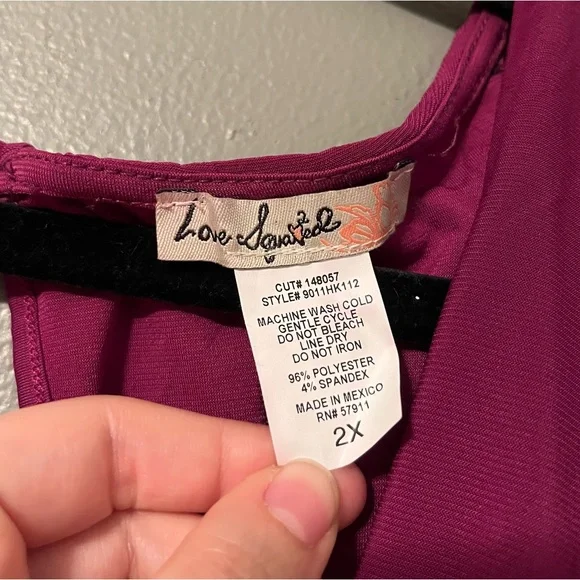 Love Squared
CUT# 148057
STYLE# 9011HK112
MACHINE WASH COLD
GENTLE CYCLE
DO NOT BLEACH
LINE DRY
DO NOT IRON
96% POLYESTER
4% SPANDEX
MADE IN MEXICO
RN# 57911
2X